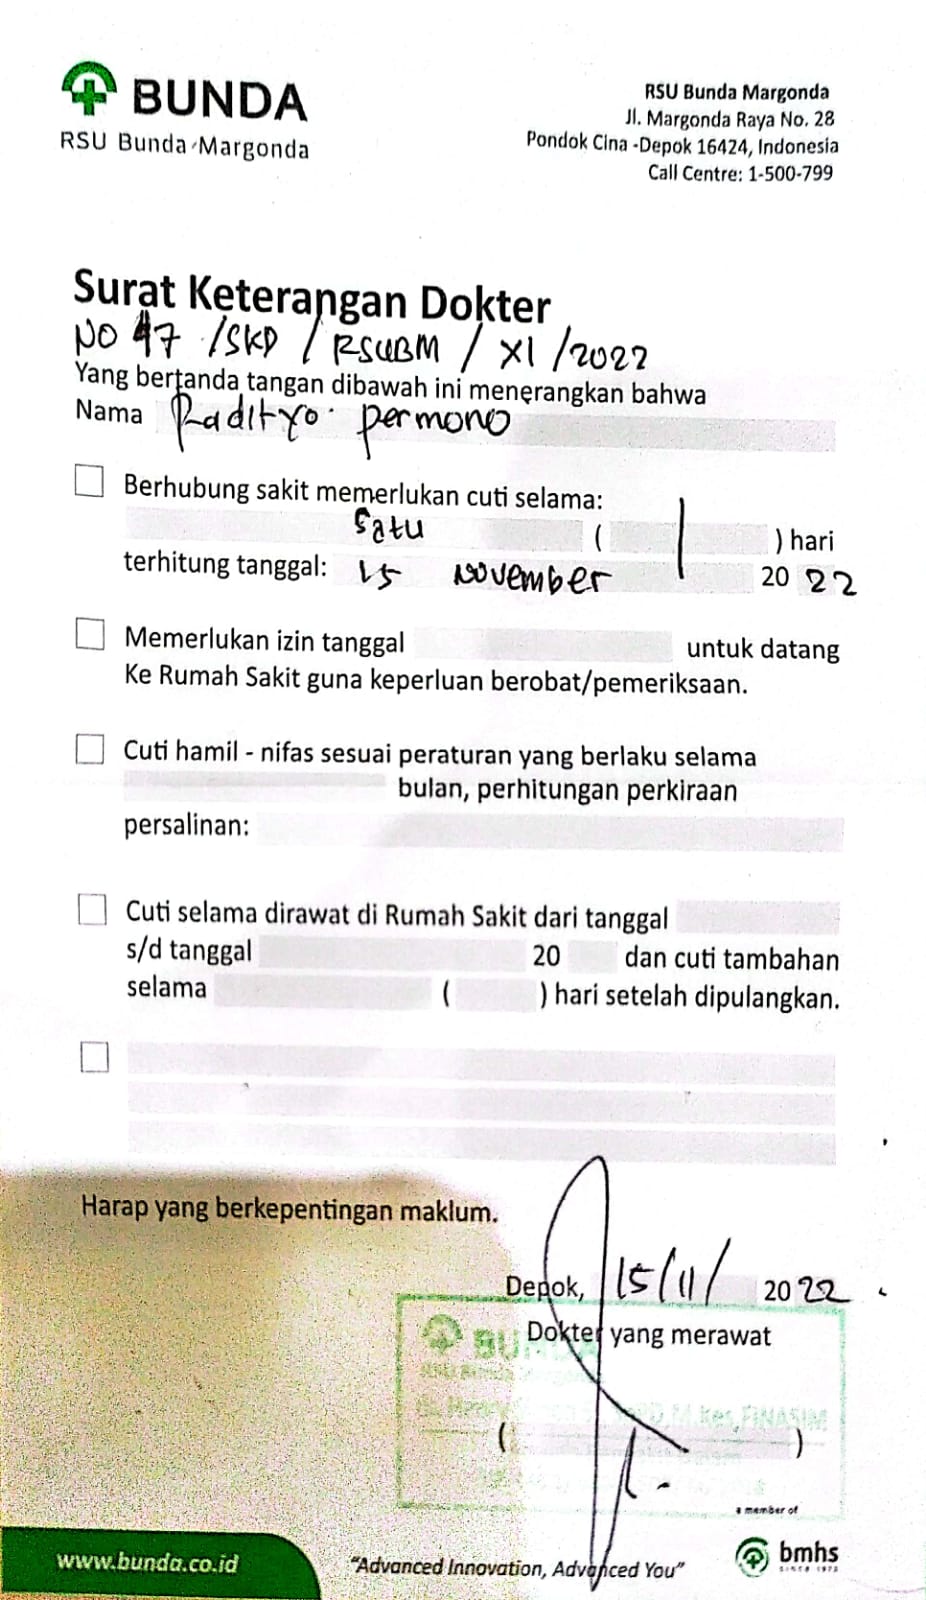 BUNDA
RSU Bunda Margonda
RSU Bunda Margonda
Jl. Margonda Raya No. 28
Pondok Cina -Depok 16424, Indonesia
Call Centre: 1-500-799
Surat Keterangan Dokter
NO 47 /SKD / RSUBM / XI /2022
Yang bertanda tangan dibawah ini menerangkan bahwa
Nama Radityo permono
Berhubung sakit memerlukan cuti selama:
Satu ( 1 ) hari
terhitung tanggal: 15 November 20 22
Memerlukan izin tanggal untuk datang
Ke Rumah Sakit guna keperluan berobat/pemeriksaan.
Cuti hamil - nifas sesuai peraturan yang berlaku selama
bulan, perhitungan perkiraan
persalinan:
Cuti selama dirawat di Rumah Sakit dari tanggal
s/d tanggal 20 dan cuti tambahan
selama ( ) hari setelah dipulangkan.
Harap yang berkepentingan maklum.
Depok, 15/11/ 2022
Dokter yang merawat
BUNDA
M.Kes, FINASIM
( )
a member of
bmhs
SINCE 1973
www.bunda.co.id
"Advanced Innovation, Advanced You"